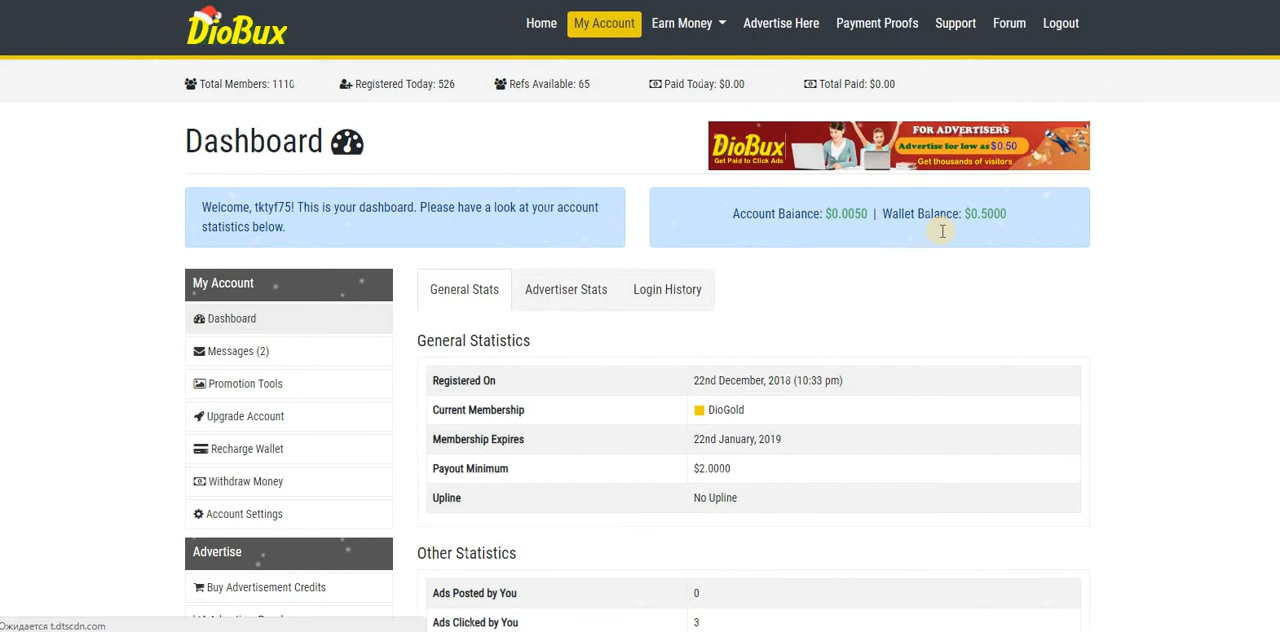 DioBux
Home My Account Earn Money Advertise Here Payment Proofs Support Forum Logout
Total Members: 1110 Registered Today: 526 Refs Available: 65 Paid Today: $0.00 Total Paid: $0.00
Dashboard
DioBux
Get Paid to Click Ads
FOR ADVERTISERS
Advertise for low as $0.50
Get thousands of visitors
Welcome, tktyf75! This is your dashboard. Please have a look at your account
statistics below.
Account Balance: $0.0050 | Wallet Balance: $0.5000
My Account
Dashboard
Messages (2)
Promotion Tools
Upgrade Account
Recharge Wallet
Withdraw Money
Account Settings
Advertise
Buy Advertisement Credits
General Stats Advertiser Stats Login History
General Statistics
Registered On 22nd December, 2018 (10:33 pm)
Current Membership DioGold
Membership Expires 22nd January, 2019
Payout Minimum $2.0000
Upline No Upline
Other Statistics
Ads Posted by You 0
Ads Clicked by You 3
Ожидается t.dtscdn.com